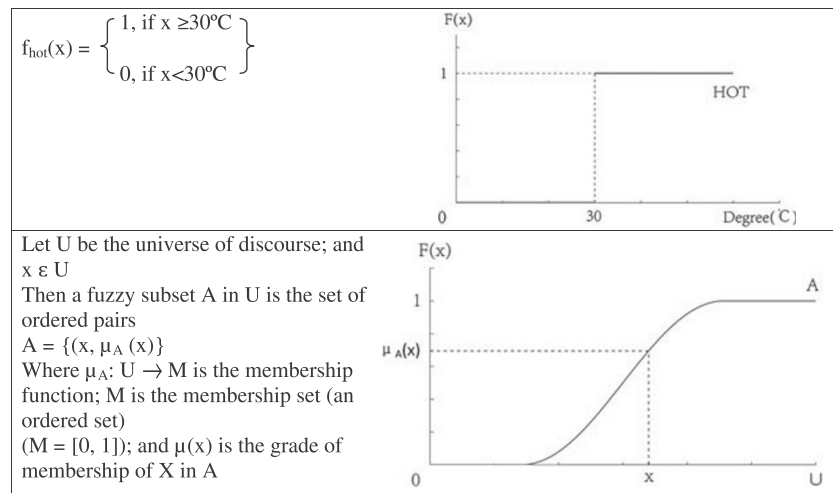 f_hot(x) = { 1, if x ≥30ºC
0, if x<30ºC }
F(x)
1
HOT
0
30
Degree(℃)
Let U be the universe of discourse; and
x ε U
Then a fuzzy subset A in U is the set of
ordered pairs
A = {(x, μ_A (x)}
Where μ_A: U → M is the membership
function; M is the membership set (an
ordered set)
(M = [0, 1]); and μ(x) is the grade of
membership of X in A
F(x)
1
A
μ_A(x)
0
x
U